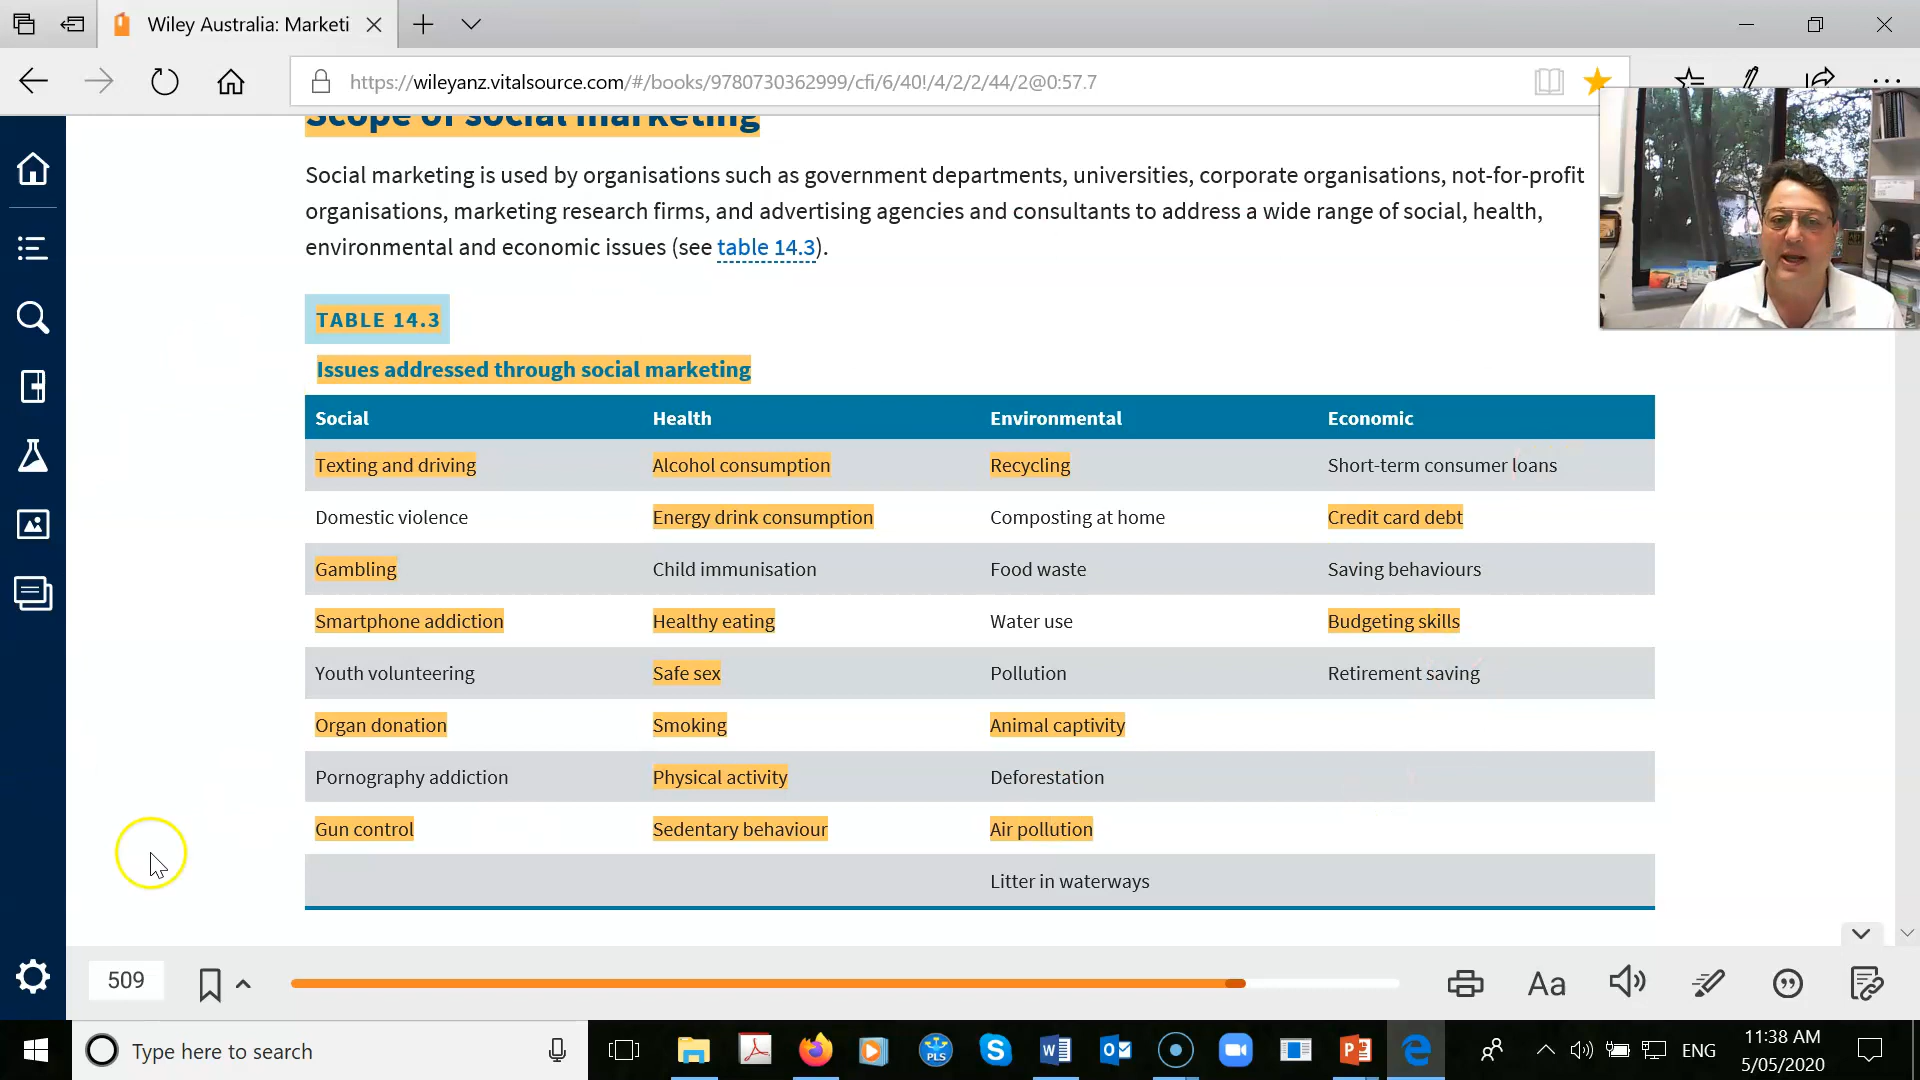 Wiley Australia: Marketi
https://wileyanz.vitalsource.com/#/books/9780730362999/cfi/6/40!/4/2/2/44/2@0:57.7
Scope of social marketing
Social marketing is used by organisations such as government departments, universities, corporate organisations, not-for-profit
organisations, marketing research firms, and advertising agencies and consultants to address a wide range of social, health,
environmental and economic issues (see table 14.3).
TABLE 14.3
Issues addressed through social marketing
Social Health Environmental Economic
Texting and driving Alcohol consumption Recycling Short-term consumer loans
Domestic violence Energy drink consumption Composting at home Credit card debt
Gambling Child immunisation Food waste Saving behaviours
Smartphone addiction Healthy eating Water use Budgeting skills
Youth volunteering Safe sex Pollution Retirement saving
Organ donation Smoking Animal captivity
Pornography addiction Physical activity Deforestation
Gun control Sedentary behaviour Air pollution
Litter in waterways
509
Aa
Type here to search
PLS
ENG
11:38 AM
5/05/2020